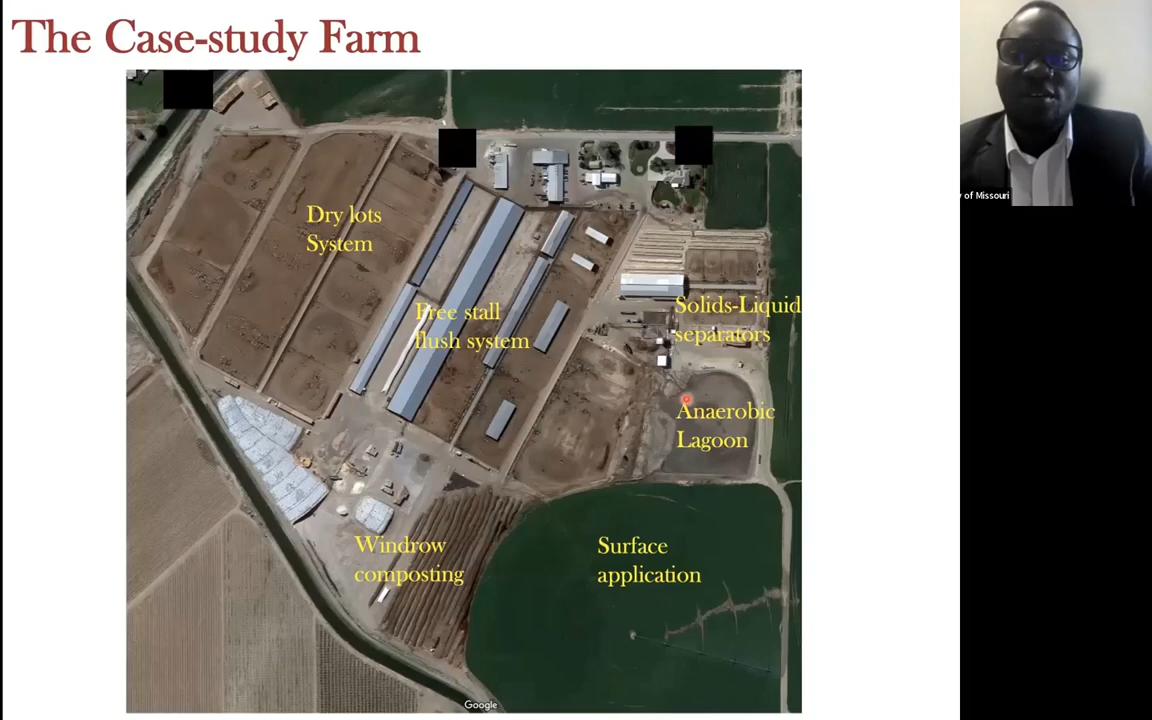 The Case-study Farm
y of Missouri
Dry lots
System
Free stall
flush system
Solids-Liquid
separators
Anaerobic
Lagoon
Windrow
composting
Surface
application
Google